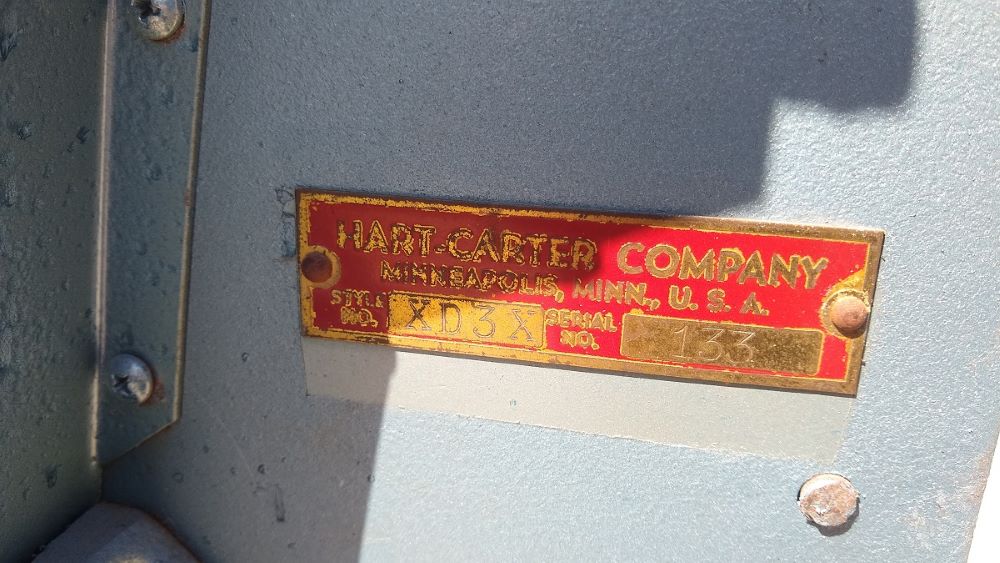 HART-CARTER COMPANY
MINNEAPOLIS, MINN., U. S. A.
STYLE NO. XD3X SERIAL NO. 133